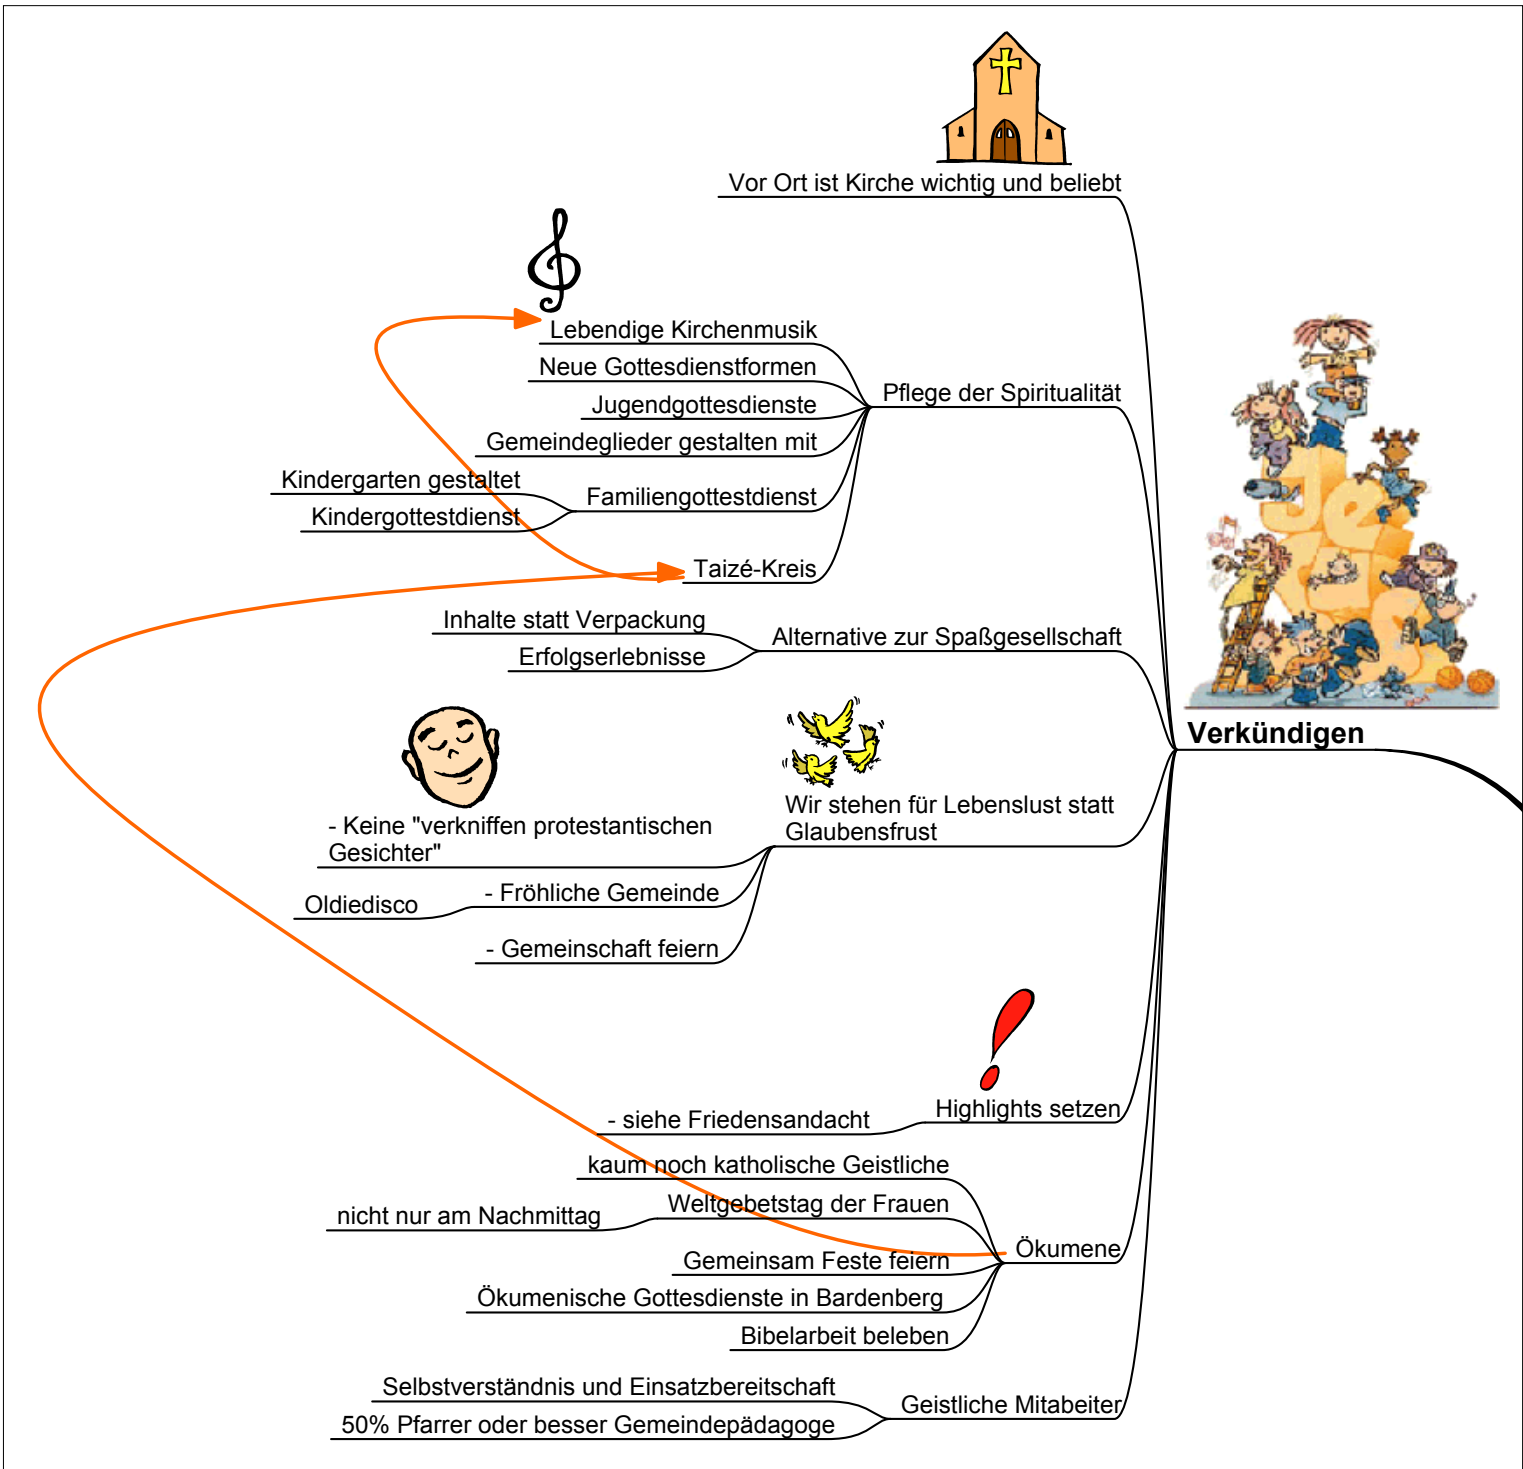 Vor Ort ist Kirche wichtig und beliebt
Lebendige Kirchenmusik
Neue Gottesdienstformen
Jugendgottesdienste
Gemeindeglieder gestalten mit
Kindergarten gestaltet
Kindergottestdienst
Familiengottestdienst
Taizé-Kreis
Pflege der Spiritualität
Inhalte statt Verpackung
Erfolgserlebnisse
Alternative zur Spaßgesellschaft
Verkündigen
- Keine "verkniffen protestantischen
Gesichter"
Oldiedisco
- Fröhliche Gemeinde
- Gemeinschaft feiern
Wir stehen für Lebenslust statt
Glaubensfrust
- siehe Friedensandacht
Highlights setzen
kaum noch katholische Geistliche
nicht nur am Nachmittag
Weltgebetstag der Frauen
Gemeinsam Feste feiern
Ökumenische Gottesdienste in Bardenberg
Bibelarbeit beleben
Ökumene
Selbstverständnis und Einsatzbereitschaft
50% Pfarrer oder besser Gemeindepädagoge
Geistliche Mitabeiter